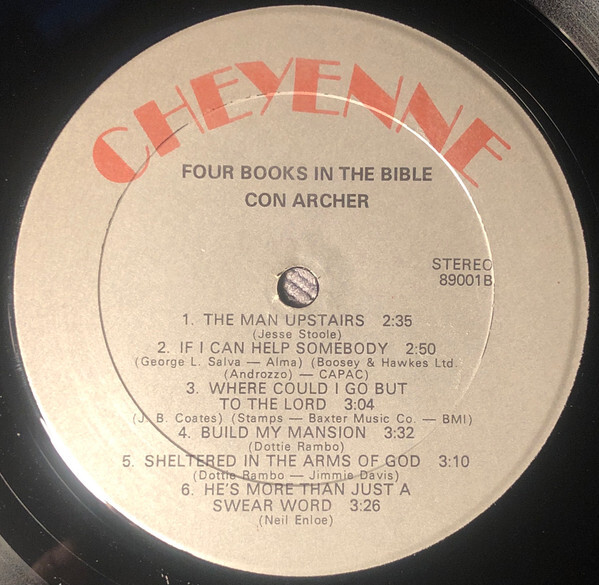 CHEYENNE
FOUR BOOKS IN THE BIBLE
CON ARCHER
STEREO
89001B
1. THE MAN UPSTAIRS 2:35
(Jesse Stoole)
2. IF I CAN HELP SOMEBODY 2:50
(George L. Salva — Alma) (Boosey & Hawkes Ltd.
(Androzzo) — CAPAC)
3. WHERE COULD I GO BUT
TO THE LORD 3:04
(J. B. Coates) (Stamps — Baxter Music Co. — BMI)
4. BUILD MY MANSION 3:32
(Dottie Rambo)
5. SHELTERED IN THE ARMS OF GOD 3:10
(Dottie Rambo — Jimmie Davis)
6. HE'S MORE THAN JUST A
SWEAR WORD 3:26
(Neil Enloe)